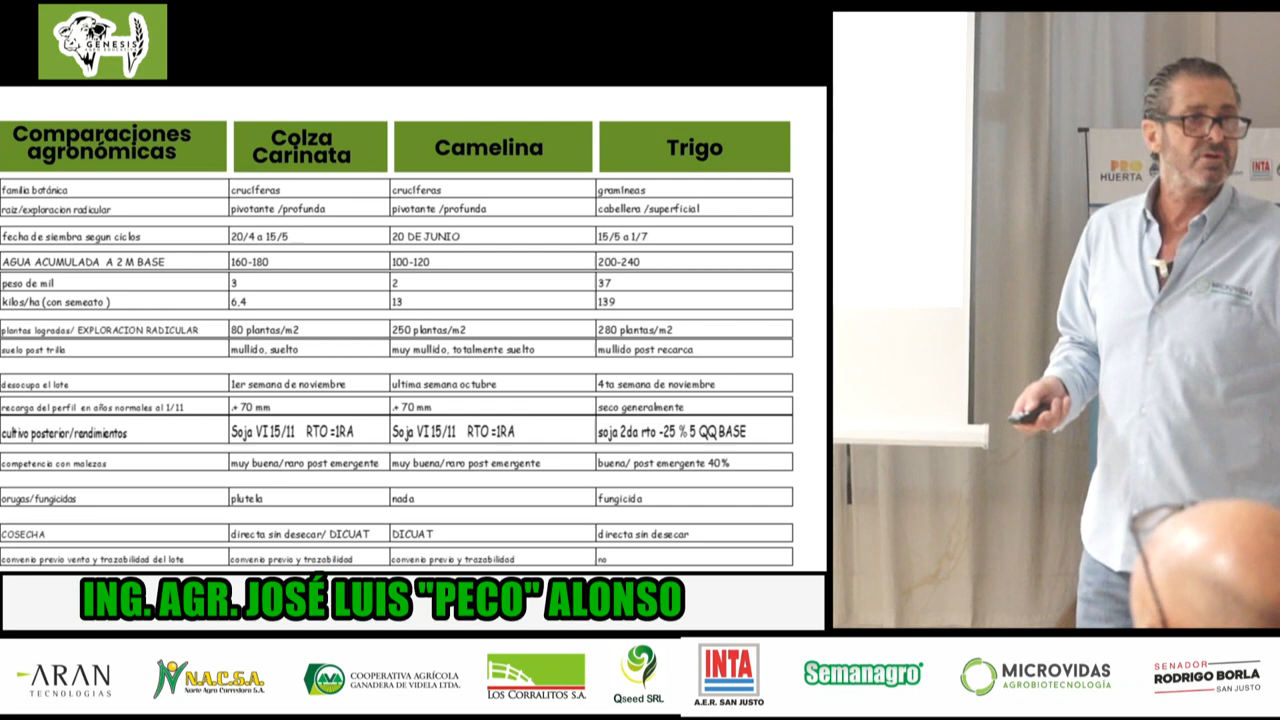 GÉNESIS
AGRO EDUCATIVO
Comparaciones agronómicas
Colza Carinata
Camelina
Trigo
familia botánica crucíferas crucíferas gramíneas
raiz/exploracion radicular pivotante /profunda pivotante /profunda cabellera /superficial
fecha de siembra segun ciclos 20/4 a 15/5 20 DE JUNIO 15/5 a 1/7
AGUA ACUMULADA A 2 M BASE 160-180 100-120 200-240
peso de mil 3 2 37
kilos/ha (con semeato ) 6.4 13 139
plantas logradas/ EXPLORACION RADICULAR 80 plantas/m2 250 plantas/m2 280 plantas/m2
suelo post trilla mullido, suelto muy mullido, totalmente suelto mullido post recarca
desocupa el lote 1er semana de noviembre ultima semana octubre 4ta semana de noviembre
recarga del perfil en años normales al 1/11 .+ 70 mm .+ 70 mm seco generalmente
cultivo posterior/rendimientos Soja VI 15/11 RTO =1RA Soja VI 15/11 RTO =1RA soja 2da rto -25 % 5 QQ BASE
competencia con malezas muy buena/raro post emergente muy buena/raro post emergente buena/ post emergente 40%
orugas/fungicidas plutela nada fungicida
COSECHA directa sin desecar/ DICUAT DICUAT directa sin desecar
convenio previo venta y trazabilidad del lote convenio previo y trazabilidad convenio previo y trazabilidad no
PRO
HUERTA
INTA
MICROVIDAS
ING. AGR. JOSÉ LUIS "PECO" ALONSO
ARAN
TECNOLOGIAS
N.A.C.S.A.
Norte Agro Corredora S.A.
COOPERATIVA AGRÍCOLA
GANADERA DE VIDELA LTDA.
LOS CORRALITOS S.A.
Qseed SRL
INTA
A.E.R. SAN JUSTO
Semanagro
MICROVIDAS
AGROBIOTECNOLOGÍA
SENADOR
RODRIGO BORLA
SAN JUSTO